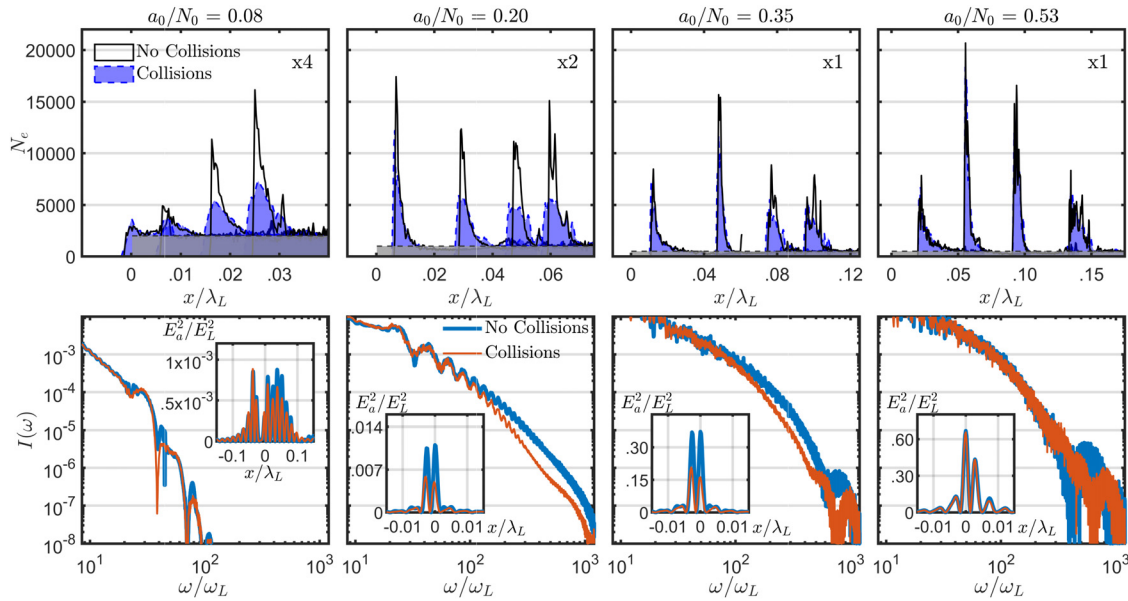 a₀/N₀ = 0.08
a₀/N₀ = 0.20
a₀/N₀ = 0.35
a₀/N₀ = 0.53
Nₑ
20000
15000
10000
5000
0
No Collisions
Collisions
x4
x2
x1
x1
0 .01 .02 .03
0 .02 .04 .06
0 .04 .08 .12
0 .05 .10 .15
x/λ_L
x/λ_L
x/λ_L
x/λ_L
I(ω)
10⁻³
10⁻⁴
10⁻⁵
10⁻⁶
10⁻⁷
10⁻⁸
E²ₐ/E²_L
1x10⁻³
5x10⁻³
0
-0.1 0 0.1
x/λ_L
No Collisions
Collisions
E²ₐ/E²_L
.014
.007
0
-0.01 0 0.01
x/λ_L
E²ₐ/E²_L
.30
.15
0
-0.01 0 0.01
x/λ_L
E²ₐ/E²_L
.60
.30
0
-0.01 0 0.01
x/λ_L
10¹ 10² 10³
10¹ 10² 10³
10¹ 10² 10³
10¹ 10² 10³
ω/ω_L
ω/ω_L
ω/ω_L
ω/ω_L